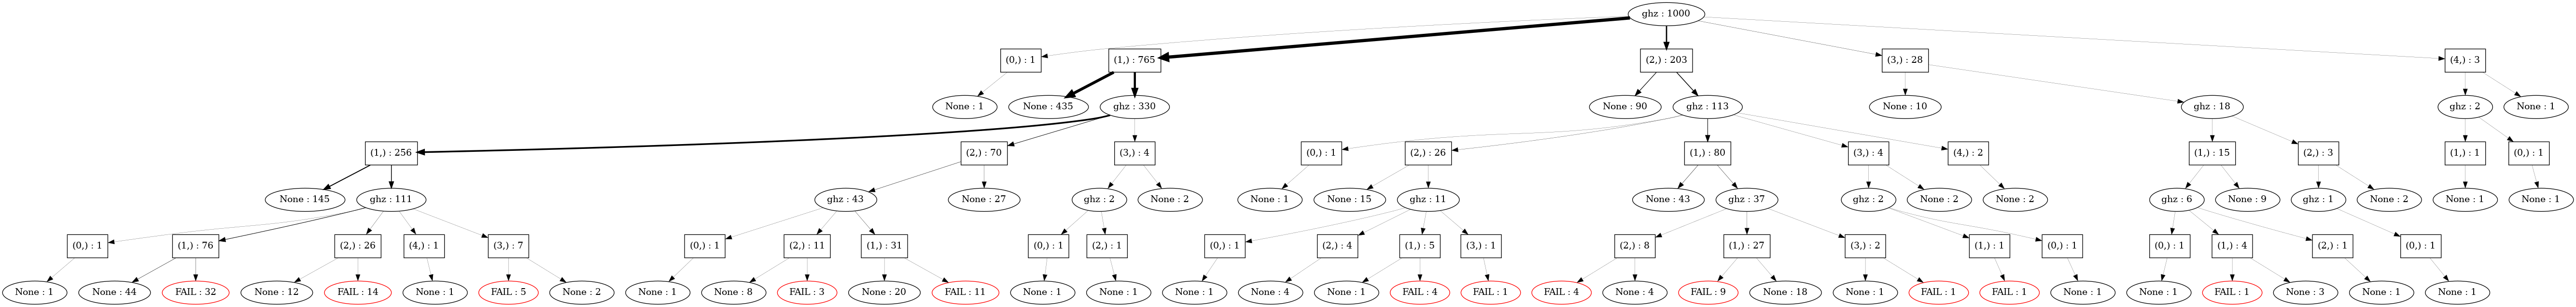 ghz : 1000
(0,) : 1
(1,) : 765
(2,) : 203
(3,) : 28
(4,) : 3
None : 1
None : 435
ghz : 330
None : 90
ghz : 113
None : 10
ghz : 18
ghz : 2
None : 1
(1,) : 256
(2,) : 70
(3,) : 4
(0,) : 1
(2,) : 26
(1,) : 80
(3,) : 4
(4,) : 2
(1,) : 15
(2,) : 3
(1,) : 1
(0,) : 1
None : 145
ghz : 111
ghz : 43
None : 27
ghz : 2
None : 2
None : 1
None : 15
ghz : 11
None : 43
ghz : 37
ghz : 2
None : 2
None : 2
ghz : 6
None : 9
ghz : 1
None : 2
None : 1
None : 1
(0,) : 1
(1,) : 76
(2,) : 26
(4,) : 1
(3,) : 7
(0,) : 1
(2,) : 11
(1,) : 31
(0,) : 1
(2,) : 1
(0,) : 1
(2,) : 4
(1,) : 5
(3,) : 1
(2,) : 8
(1,) : 27
(3,) : 2
(1,) : 1
(0,) : 1
(0,) : 1
(1,) : 4
(2,) : 1
(0,) : 1
None : 1
None : 44
FAIL : 32
None : 12
FAIL : 14
None : 1
FAIL : 5
None : 2
None : 1
None : 8
FAIL : 3
None : 20
FAIL : 11
None : 1
None : 1
None : 1
None : 4
None : 1
FAIL : 4
FAIL : 1
FAIL : 4
None : 4
FAIL : 9
None : 18
None : 1
FAIL : 1
FAIL : 1
None : 1
None : 1
FAIL : 1
None : 3
None : 1
None : 1